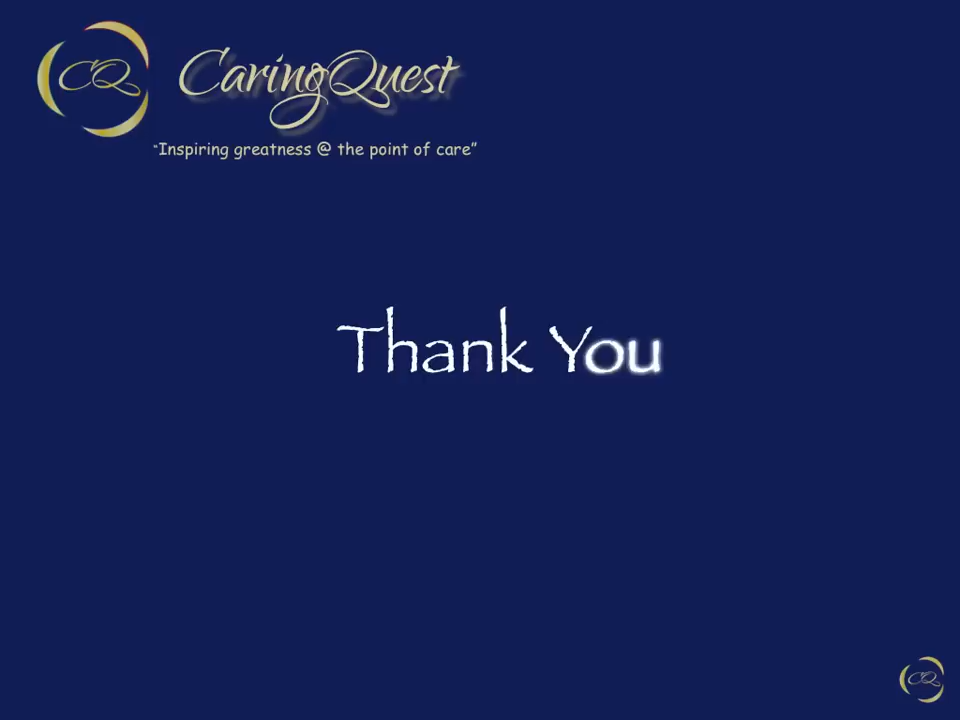 CQ
CaringQuest
"Inspiring greatness @ the point of care"
Thank You
CQ